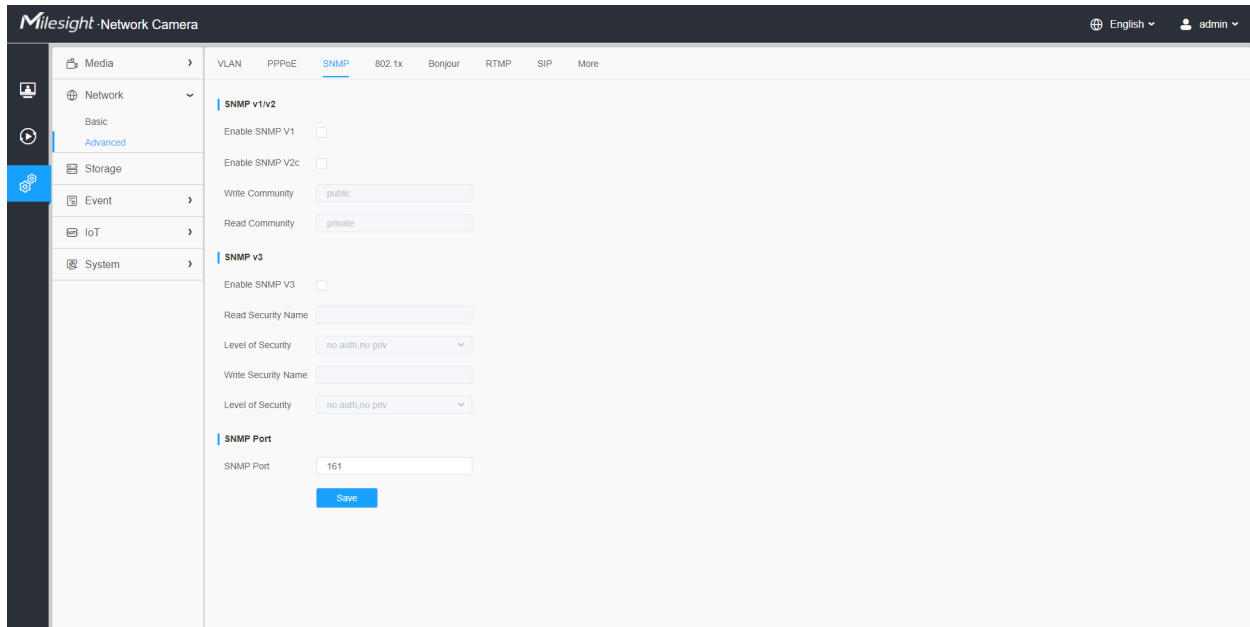 Milesight · Network Camera
English
admin
Media
Network
Basic
Advanced
Storage
Event
IoT
System
VLAN PPPoE SNMP 802.1x Bonjour RTMP SIP More
SNMP v1/v2
Enable SNMP V1
Enable SNMP V2c
Write Community public
Read Community private
SNMP v3
Enable SNMP V3
Read Security Name
Level of Security no auth,no priv
Write Security Name
Level of Security no auth,no priv
SNMP Port
SNMP Port 161
Save